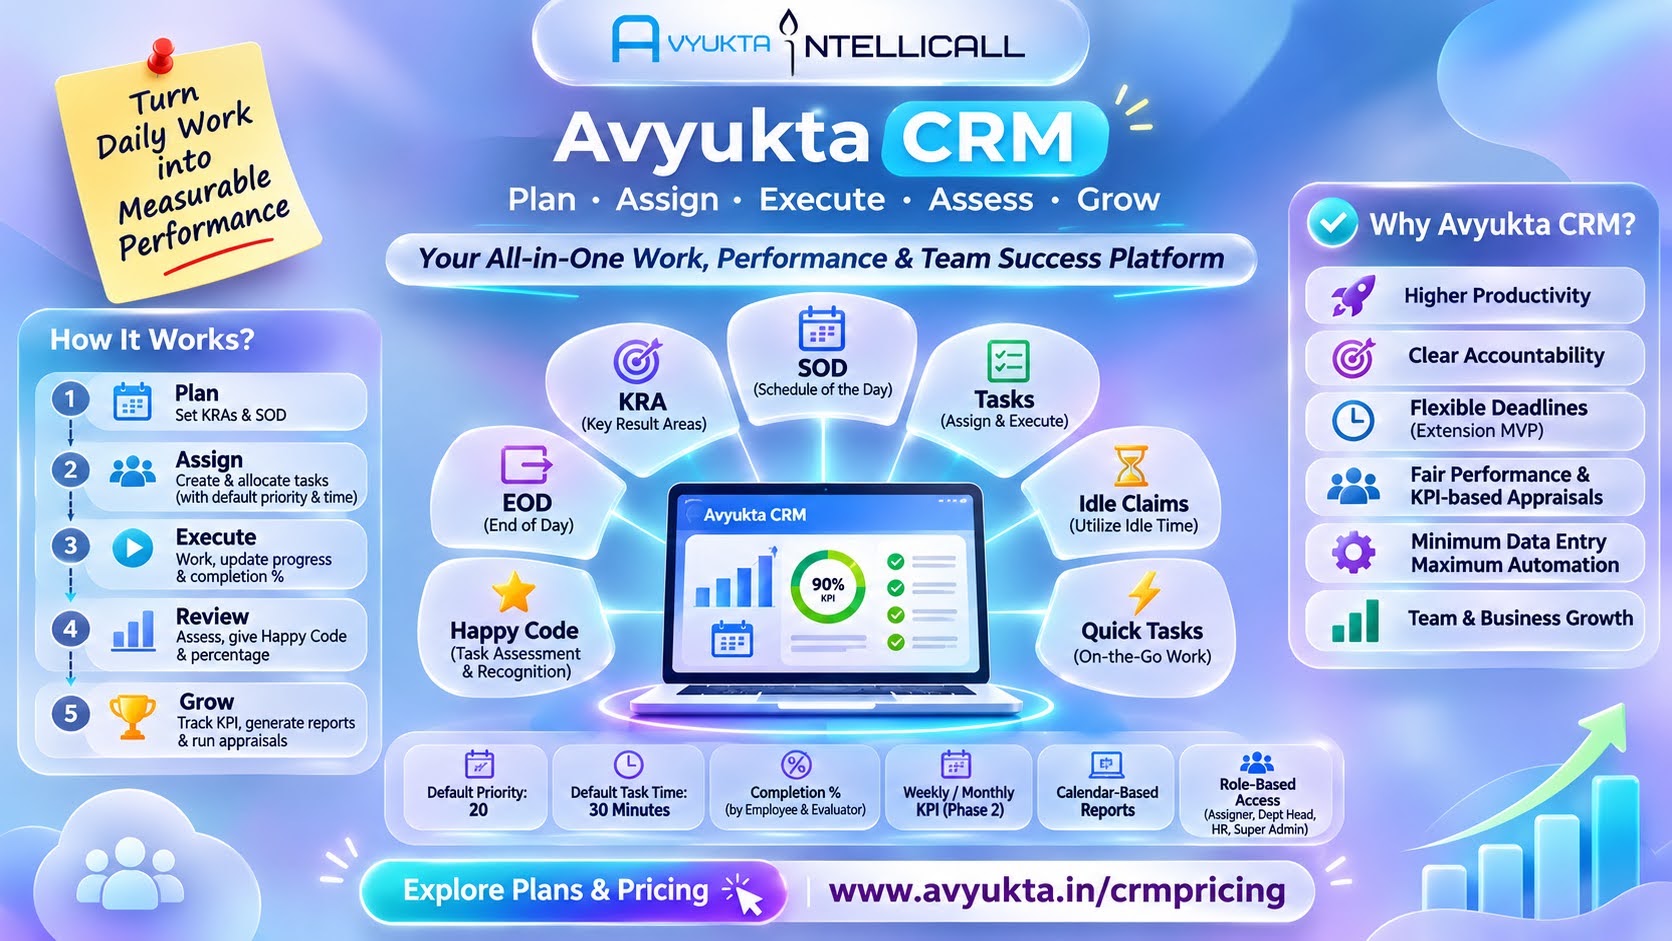 AVYUKTA INTELLICALL
Avyukta CRM
Plan • Assign • Execute • Assess • Grow
Your All-in-One Work, Performance & Team Success Platform
Turn
Daily Work
into
Measurable
Performance
How It Works?
1
Plan
Set KRAs & SOD
2
Assign
Create & allocate tasks
(with default priority & time)
3
Execute
Work, update progress
& completion %
4
Review
Assess, give Happy Code
& percentage
5
Grow
Track KPI, generate reports
& run appraisals
Happy Code
(Task Assessment
& Recognition)
EOD
(End of Day)
KRA
(Key Result Areas)
SOD
(Schedule of the Day)
Tasks
(Assign & Execute)
Idle Claims
(Utilize Idle Time)
Quick Tasks
(On-the-Go Work)
Avyukta CRM
90%
KPI
Why Avyukta CRM?
Higher Productivity
Clear Accountability
Flexible Deadlines
(Extension MVP)
Fair Performance &
KPI-based Appraisals
Minimum Data Entry
Maximum Automation
Team & Business Growth
Default Priority:
20
Default Task Time:
30 Minutes
Completion %
(by Employee & Evaluator)
Weekly / Monthly
KPI (Phase 2)
Calendar-Based
Reports
Role-Based
Access
(Assigner, Dept Head,
HR, Super Admin)
Explore Plans & Pricing
www.avyukta.in/crmpricing